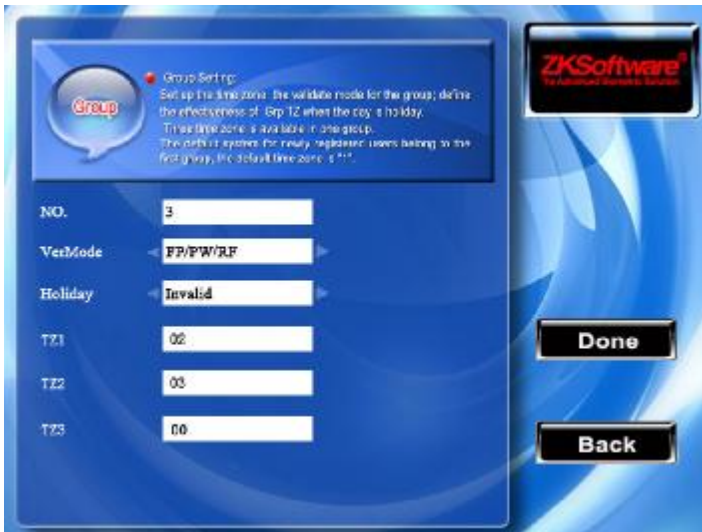 Group
Group Setting:
Set up the time zone, the validate mode for the group; define
the effectiveness of Grp TZ when the day is holiday.
Three time zone is available in one group.
The default system for newly registered users belong to the
first group, the default time zone is "1".
ZKSoftware
NO.
3
VerMode
FP/PW/RF
Holiday
Invalid
TZ1
02
TZ2
03
TZ3
00
Done
Back